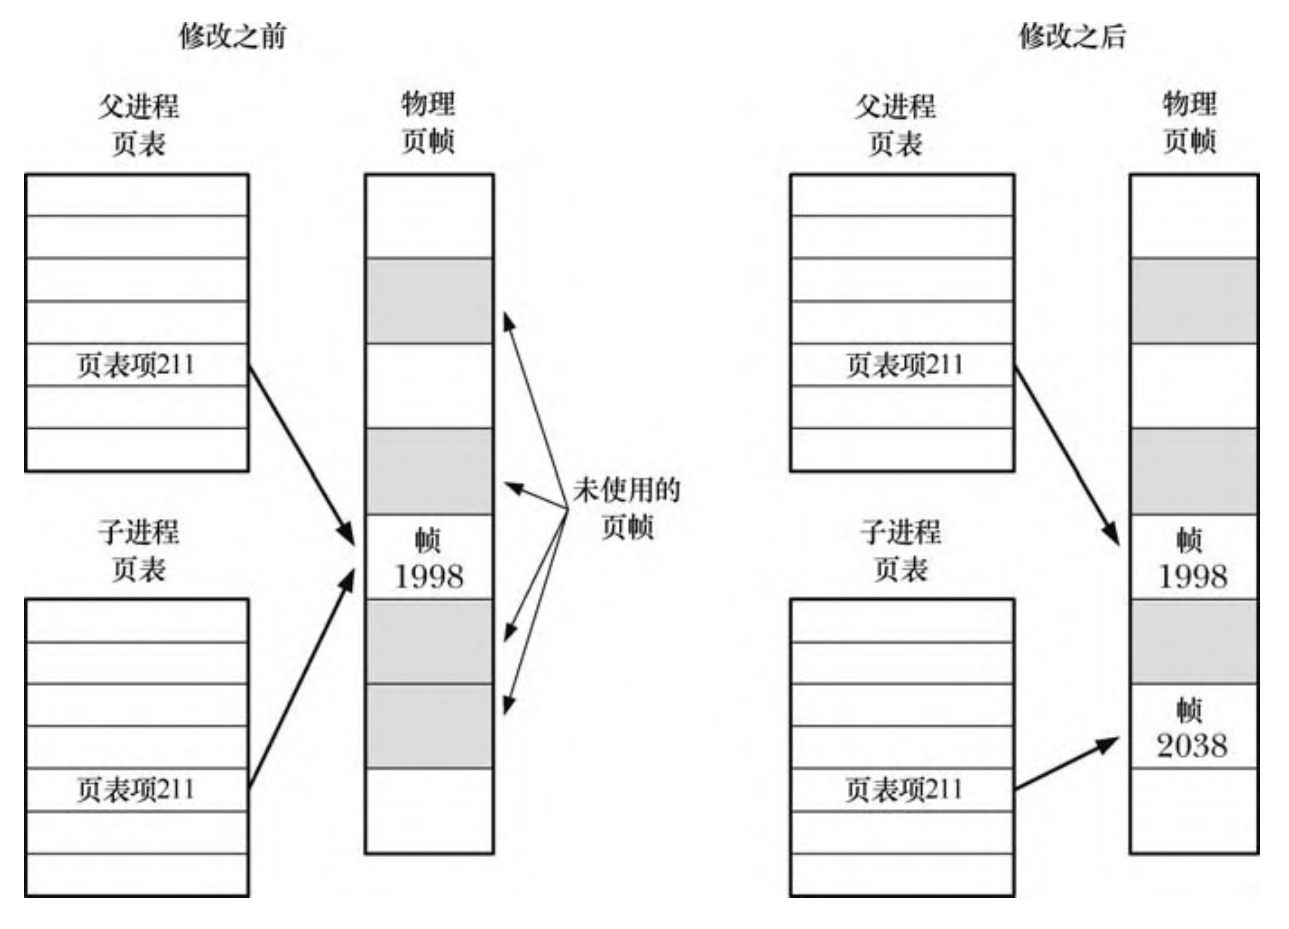 修改之前
父进程
页表
物理
页帧
页表项211
帧
1998
未使用的
页帧
子进程
页表
页表项211
修改之后
父进程
页表
物理
页帧
页表项211
帧
1998
子进程
页表
帧
2038
页表项211